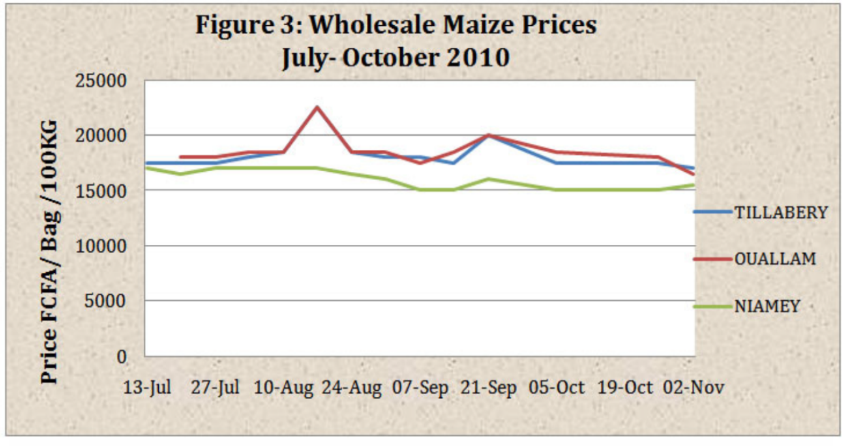 Figure 3: Wholesale Maize Prices
July- October 2010
Price FCFA/ Bag /100KG
25000
20000
15000
10000
5000
0
13-Jul 27-Jul 10-Aug 24-Aug 07-Sep 21-Sep 05-Oct 19-Oct 02-Nov
TILLABERY
OUALLAM
NIAMEY